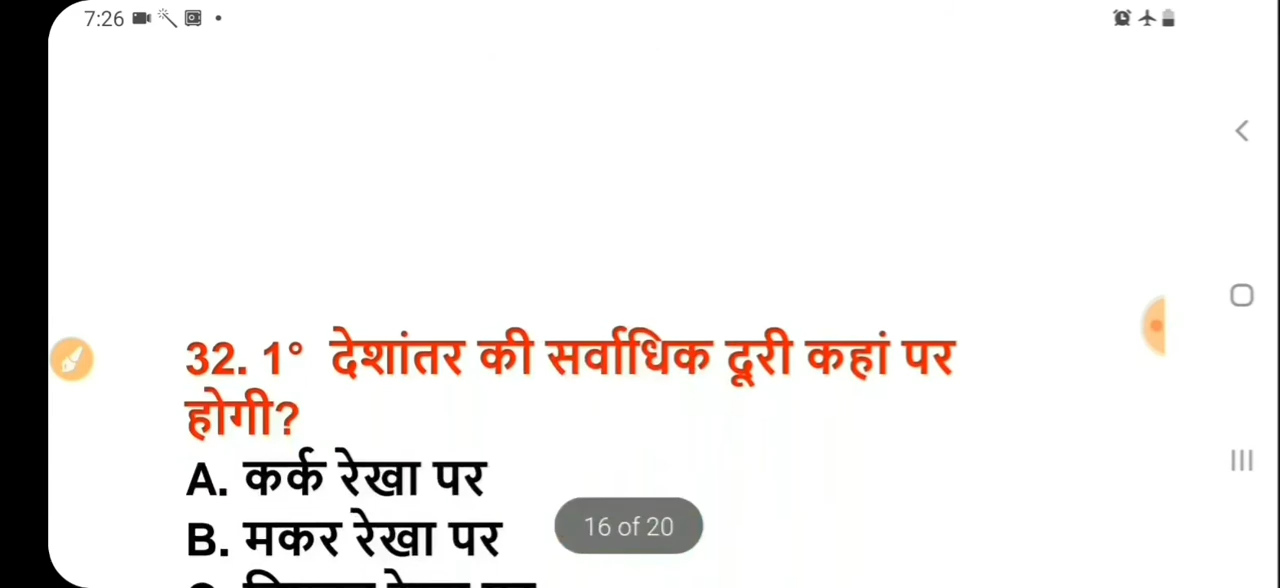 7:26
32. 1° देशांतर की सर्वाधिक दूरी कहां पर
होगी?
A. कर्क रेखा पर
B. मकर रेखा पर
16 of 20